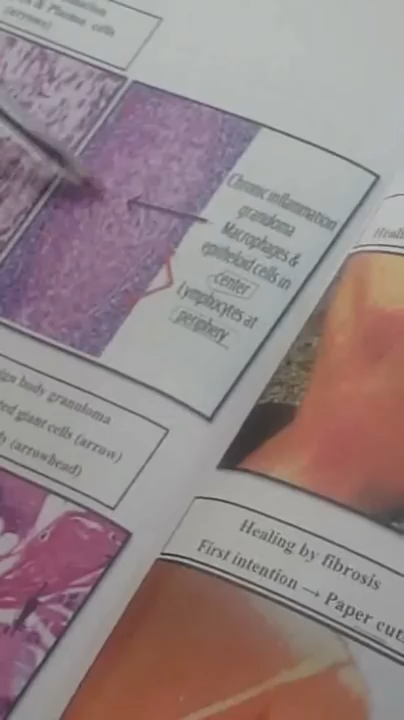 & Plasma cells
(arrows)
Chronic inflammation
granuloma
Macrophages &
epitheloid cells in
center
Lymphocytes at
periphery
body granuloma
giant cells (arrow)
(arrowhead)
Healing by fibrosis
First intention → Paper cut